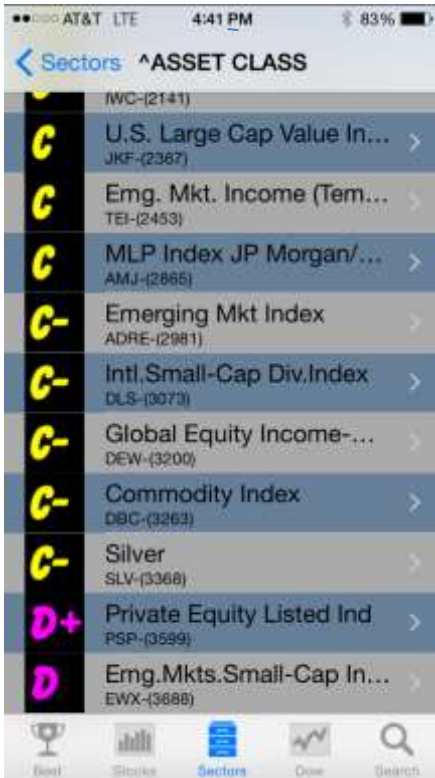 AT&T LTE 4:41 PM 83%
Sectors ^ASSET CLASS
IWC-(2141)
C U.S. Large Cap Value In...
JKF-(2367)
C Emg. Mkt. Income (Tem...
TEI-(2453)
C MLP Index JP Morgan/...
AMJ-(2865)
C- Emerging Mkt Index
ADRE-(2981)
C- Intl.Small-Cap Div.Index
DLS-(3073)
C- Global Equity Income-...
DEW-(3200)
C- Commodity Index
DBC-(3263)
C- Silver
SLV-(3368)
D+ Private Equity Listed Ind
PSP-(3599)
D Emg.Mkts.Small-Cap In...
EWX-(3688)
Best Stocks Sectors Dow Search